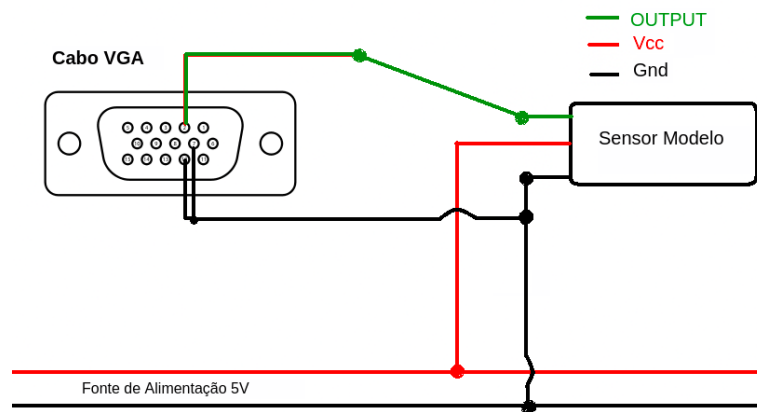 OUTPUT
Vcc
Gnd
Cabo VGA
Sensor Modelo
Fonte de Alimentação 5V